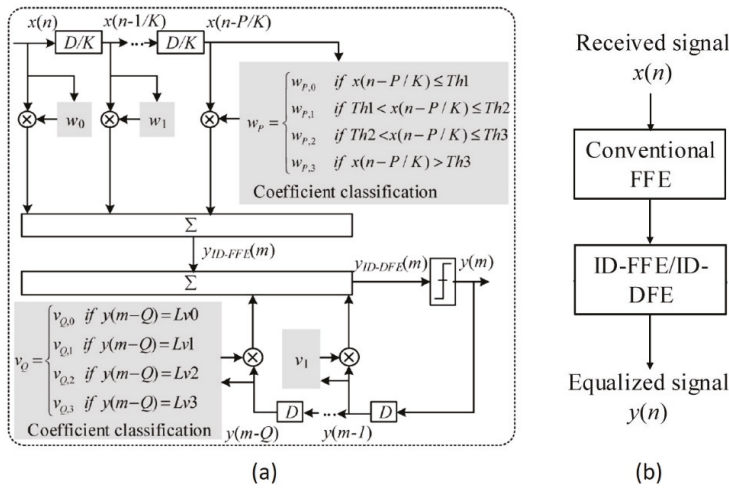 x(n)
x(n-1/K)
x(n-P/K)
D/K
...
D/K
w0
w1
wP = { wP,0 if x(n-P/K)≤Th1
wP,1 if Th1<x(n-P/K)≤Th2
wP,2 if Th2<x(n-P/K)≤Th3
wP,3 if x(n-P/K)>Th3
Coefficient classification
Σ
yID-FFE(m)
Σ
yID-DFE(m)
y(m)
vQ = { vQ,0 if y(m-Q)=Lv0
vQ,1 if y(m-Q)=Lv1
vQ,2 if y(m-Q)=Lv2
vQ,3 if y(m-Q)=Lv3
Coefficient classification
v1
D
...
D
y(m-Q)
y(m-1)
(a)
Received signal
x(n)
Conventional
FFE
ID-FFE/ID-
DFE
Equalized signal
y(n)
(b)